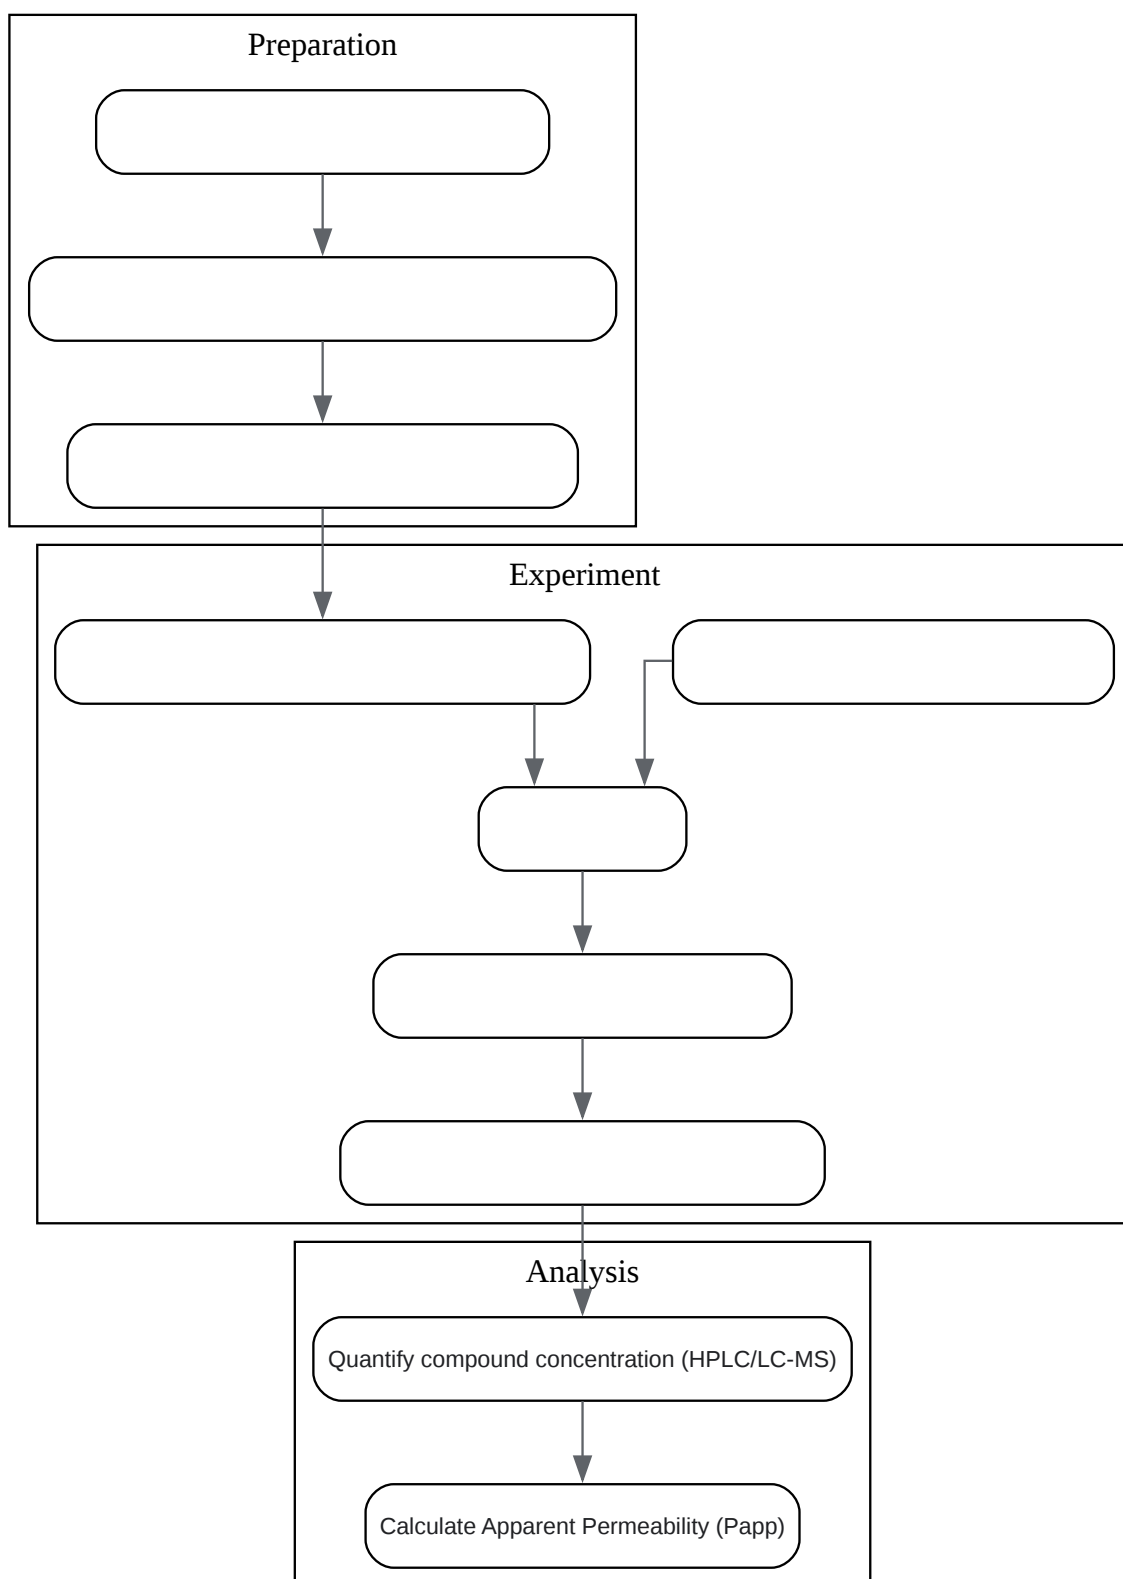 Preparation
Experiment
Analysis
Quantify compound concentration (HPLC/LC-MS)
Calculate Apparent Permeability (Papp)